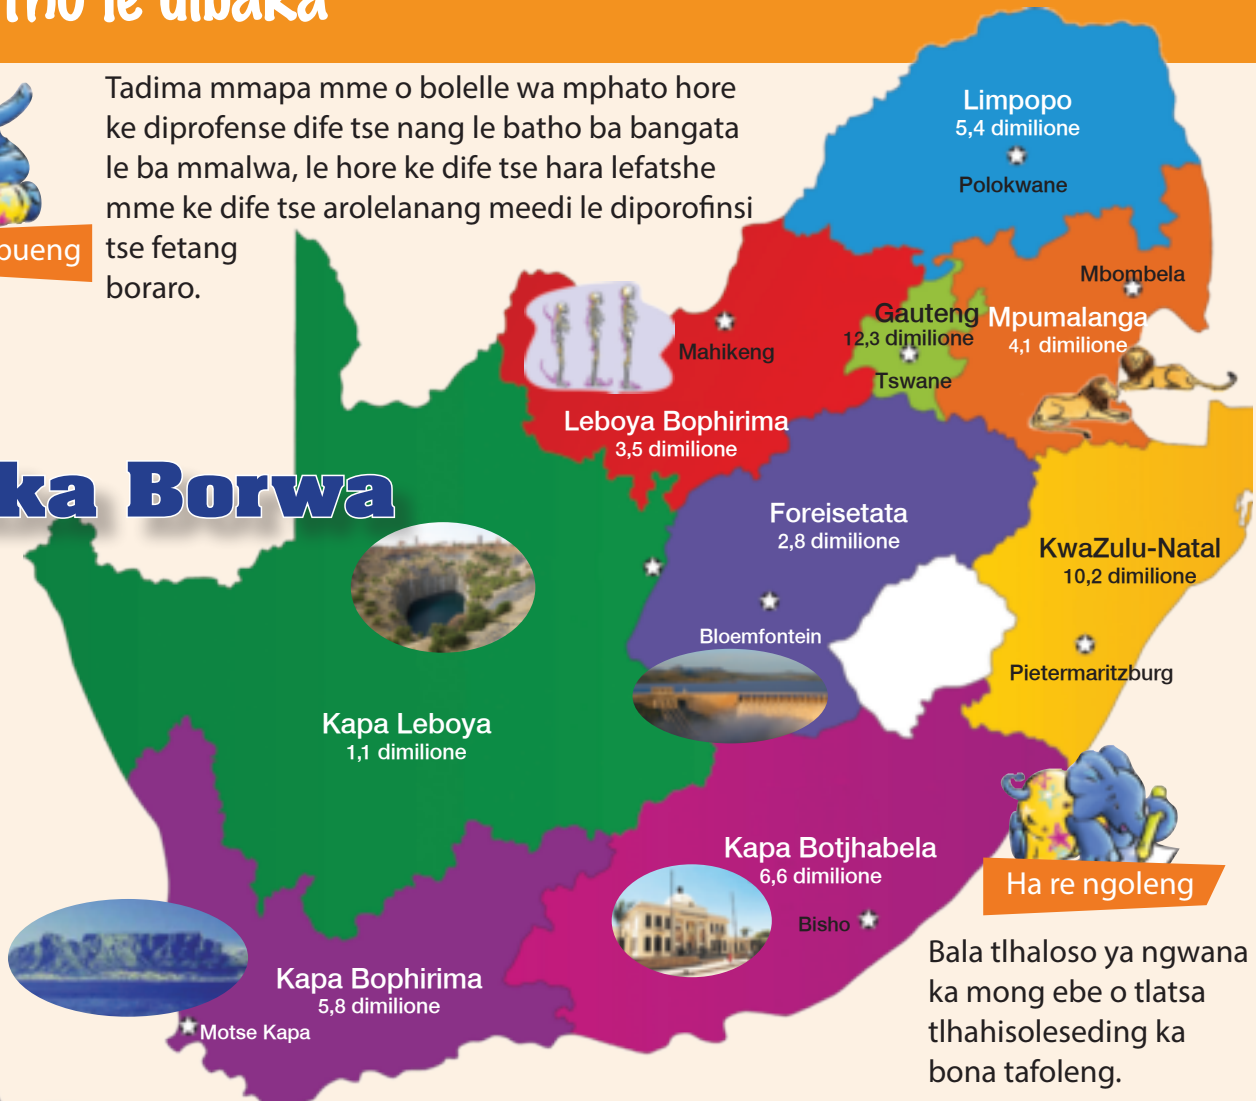 le dibaka
Tadima mmapa mme o bolelle wa mphato hore
ke diprofense dife tse nang le batho ba bangata
le ba mmalwa, le hore ke dife tse hara lefatshe
mme ke dife tse arolelanang meedi le diporofinsi
tse fetang
boraro.
bueng
ka Borwa
Limpopo
5,4 dimilione
Polokwane
Mbombela
Mpumalanga
4,1 dimilione
Gauteng
12,3 dimilione
Tswane
Mahikeng
Leboya Bophirima
3,5 dimilione
Foreisetata
2,8 dimilione
Bloemfontein
KwaZulu-Natal
10,2 dimilione
Pietermaritzburg
Kapa Leboya
1,1 dimilione
Kapa Botjhabela
6,6 dimilione
Bisho
Kapa Bophirima
5,8 dimilione
Motse Kapa
Ha re ngoleng
Bala tlhaloso ya ngwana
ka mong ebe o tlatsa
tlhahisoleseding ka
bona tafoleng.